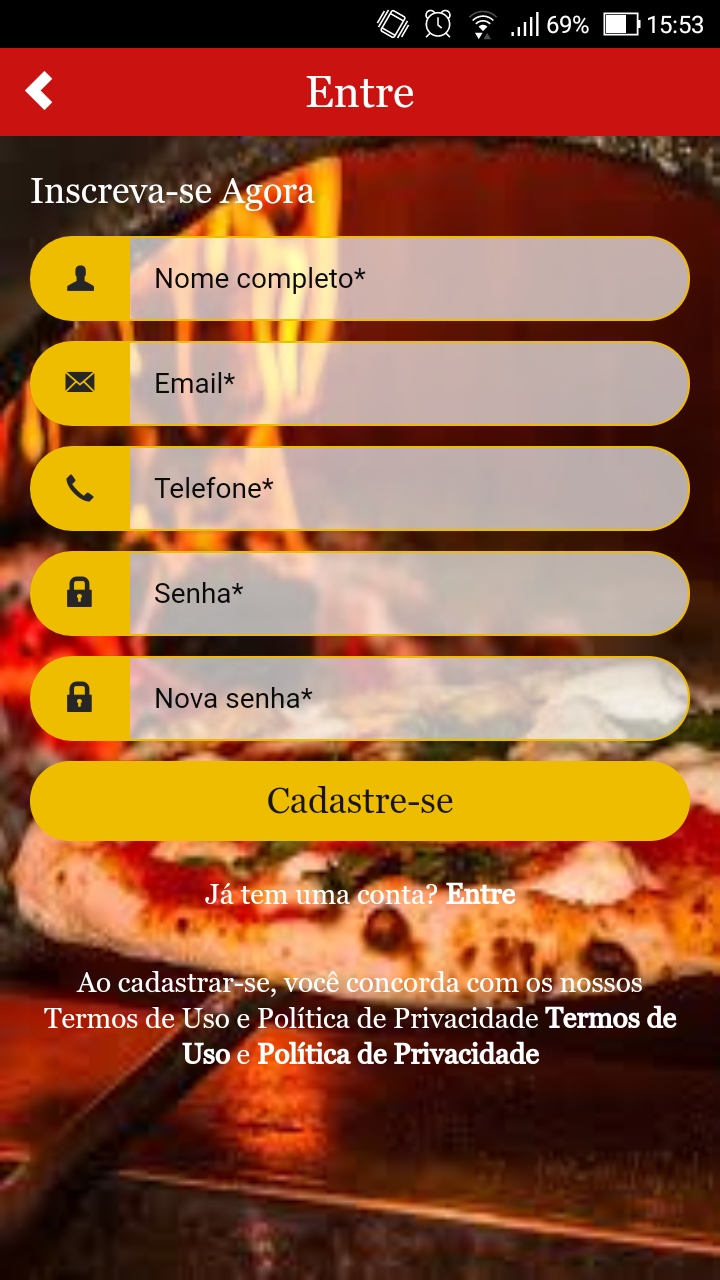 69% 15:53
Entre
Inscreva-se Agora
Nome completo*
Email*
Telefone*
Senha*
Nova senha*
Cadastre-se
Já tem uma conta? Entre
Ao cadastrar-se, você concorda com os nossos
Termos de Uso e Política de Privacidade Termos de
Uso e Política de Privacidade